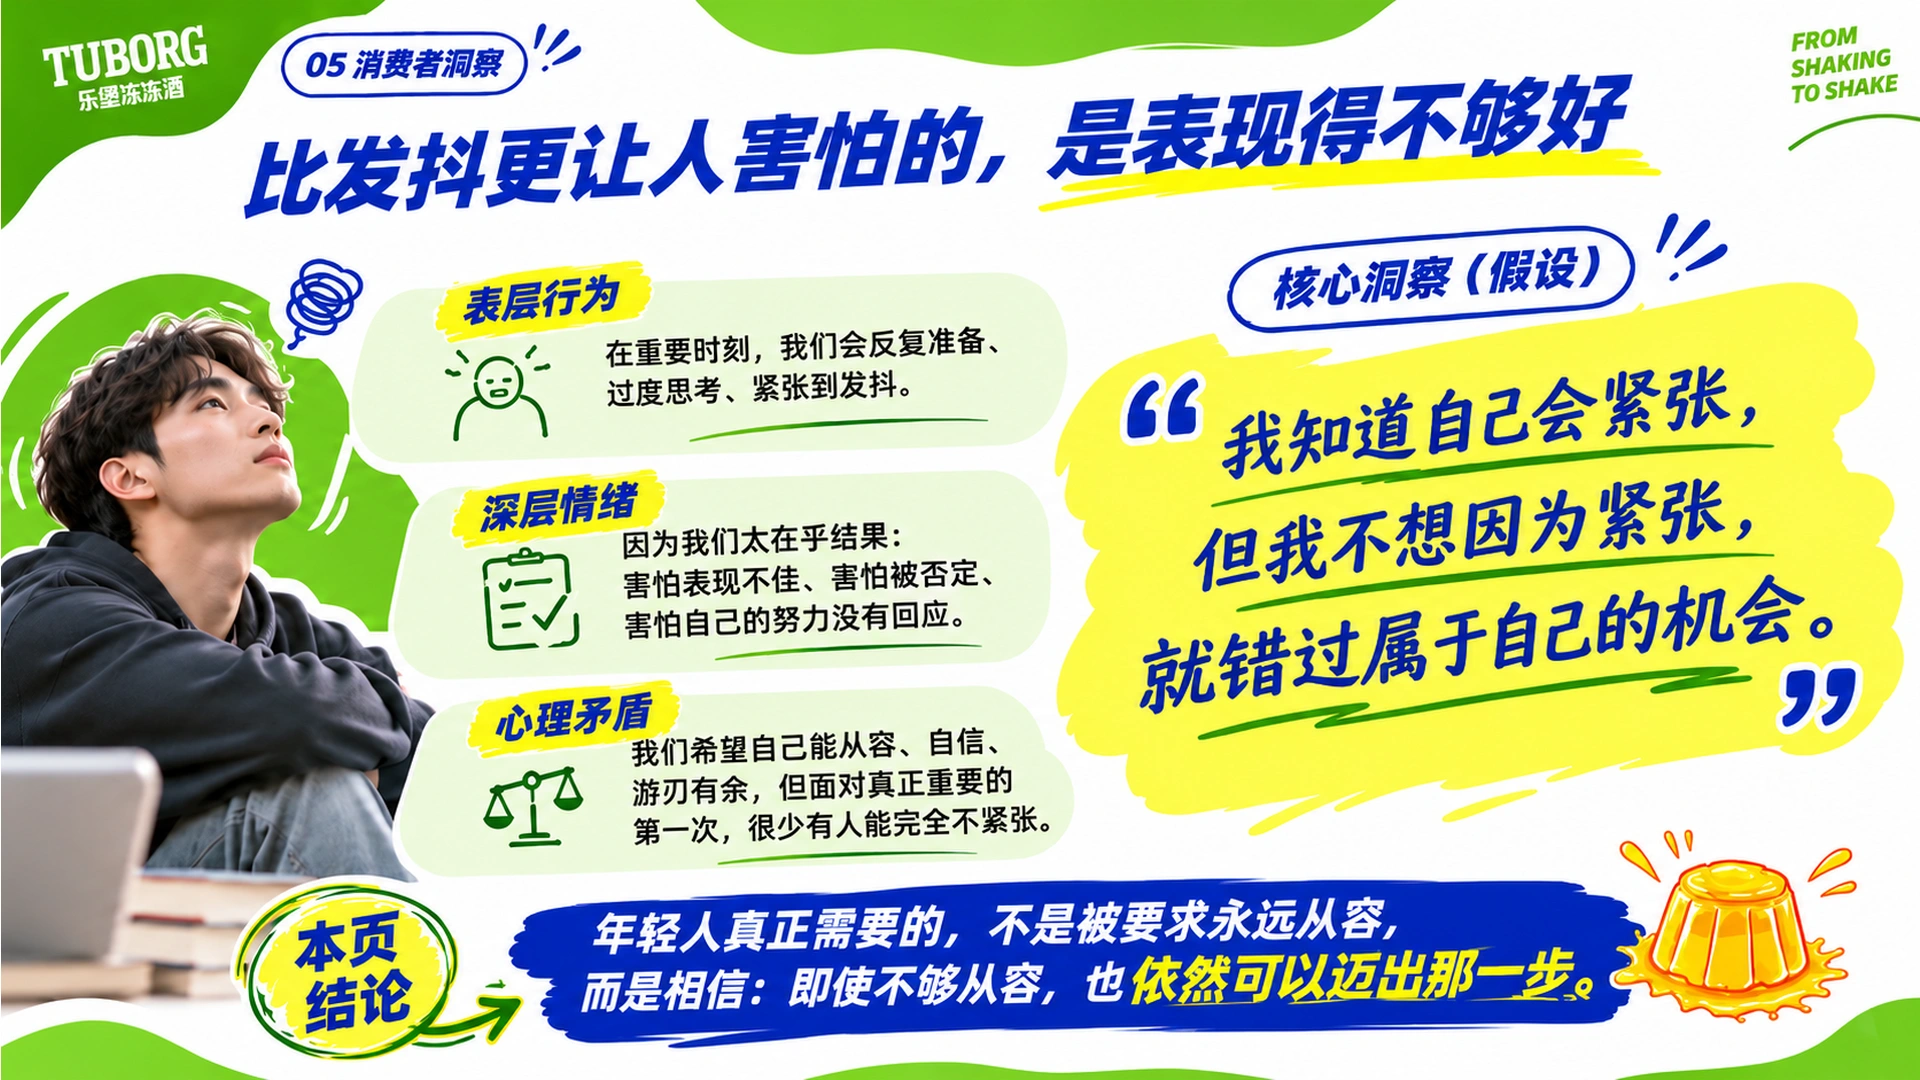 TUBORG
乐堡冻冻酒
05 消费者洞察
FROM
SHAKING
TO SHAKE
比发抖更让人害怕的，是表现得不够好
表层行为
在重要时刻，我们会反复准备、
过度思考、紧张到发抖。
深层情绪
因为我们太在乎结果：
害怕表现不佳、害怕被否定、
害怕自己的努力没有回应。
心理矛盾
我们希望自己能从容、自信、
游刃有余，但面对真正重要的
第一次，很少有人能完全不紧张。
核心洞察（假设）
“我知道自己会紧张，
但我不想因为紧张，
就错过属于自己的机会。”
本页
结论
年轻人真正需要的，不是被要求永远从容，
而是相信：即使不够从容，也依然可以迈出那一步。